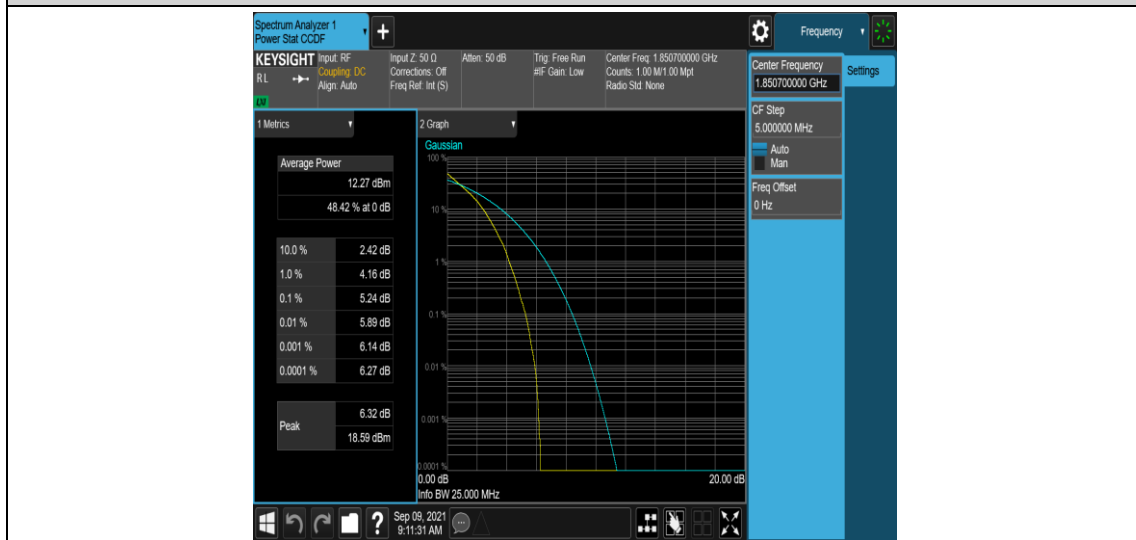 Spectrum Analyzer 1
Power Stat CCDF
+
Frequency
KEYSIGHT
RL
LXI
Input: RF
Coupling: DC
Align: Auto
Input Z: 50 Ω
Corrections: Off
Freq Ref: Int (S)
Atten: 50 dB
Trig: Free Run
#IF Gain: Low
Center Freq: 1.850700000 GHz
Counts: 1.00 M/1.00 Mpt
Radio Std: None
Center Frequency
1.850700000 GHz
Settings
CF Step
5.000000 MHz
Auto
Man
Freq Offset
0 Hz
1 Metrics
Average Power
12.27 dBm
48.42 % at 0 dB
10.0 % 2.42 dB
1.0 % 4.16 dB
0.1 % 5.24 dB
0.01 % 5.89 dB
0.001 % 6.14 dB
0.0001 % 6.27 dB
Peak
6.32 dB
18.59 dBm
2 Graph
Gaussian
100 %
10 %
1 %
0.1 %
0.01 %
0.001 %
0.0001 %
0.00 dB 20.00 dB
Info BW 25.000 MHz
?
Sep 09, 2021
9:11:31 AM